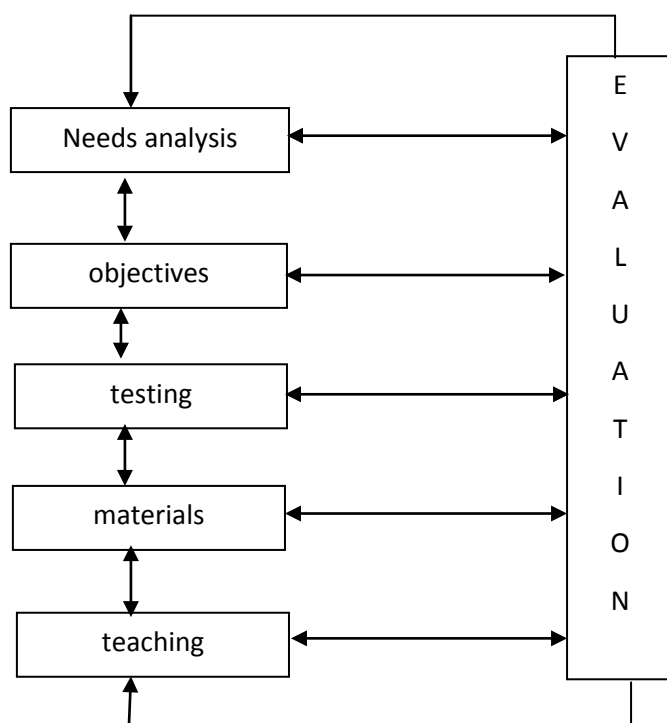 Needs analysis
objectives
testing
materials
teaching
E
V
A
L
U
A
T
I
O
N